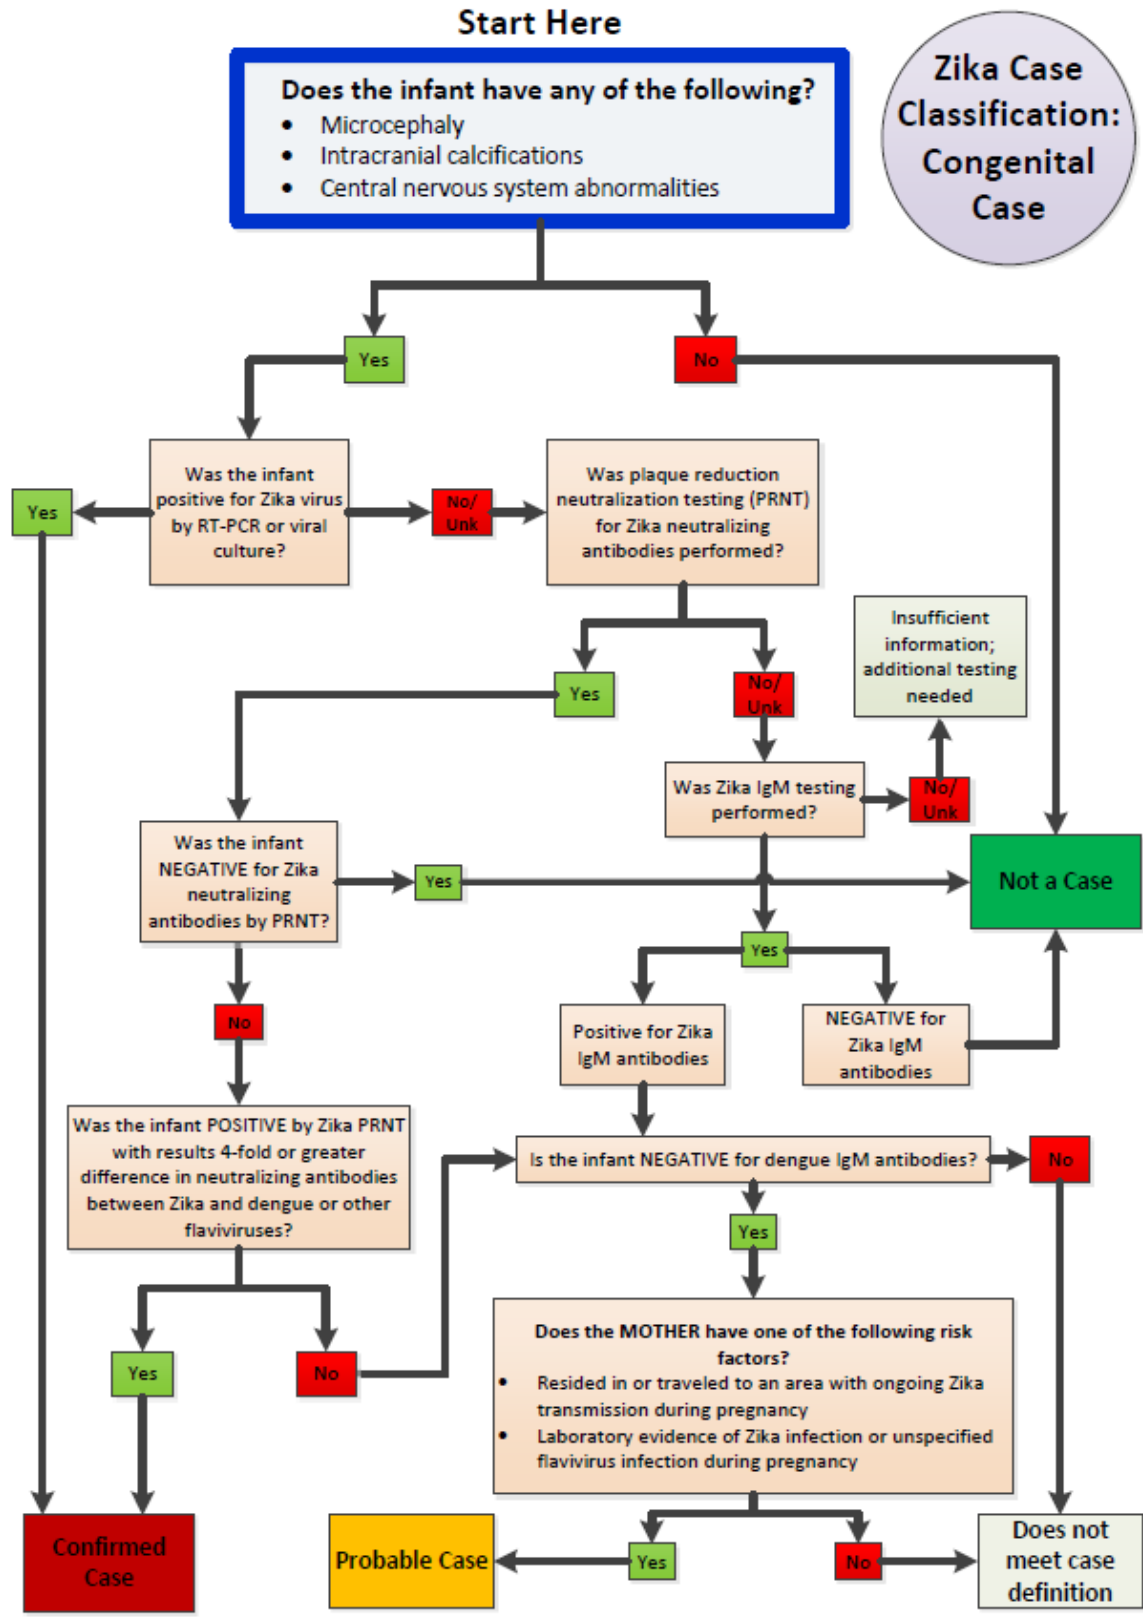 Start Here
Zika Case
Classification:
Congenital
Case
Does the infant have any of the following?
• Microcephaly
• Intracranial calcifications
• Central nervous system abnormalities
Yes
No
Was the infant
positive for Zika virus
by RT-PCR or viral
culture?
Yes
No/
Unk
Was plaque reduction
neutralization testing (PRNT)
for Zika neutralizing
antibodies performed?
Yes
No/
Unk
Insufficient
information;
additional testing
needed
Was Zika IgM testing
performed?
No/
Unk
Was the infant
NEGATIVE for Zika
neutralizing
antibodies by PRNT?
Yes
Not a Case
Yes
No
Positive for Zika
IgM antibodies
NEGATIVE for
Zika IgM
antibodies
Was the infant POSITIVE by Zika PRNT
with results 4-fold or greater
difference in neutralizing antibodies
between Zika and dengue or other
flaviviruses?
Is the infant NEGATIVE for dengue IgM antibodies?
No
Yes
Yes
No
Does the MOTHER have one of the following risk
factors?
• Resided in or traveled to an area with ongoing Zika
transmission during pregnancy
• Laboratory evidence of Zika infection or unspecified
flavivirus infection during pregnancy
Confirmed
Case
Probable Case
Yes
No
Does not
meet case
definition